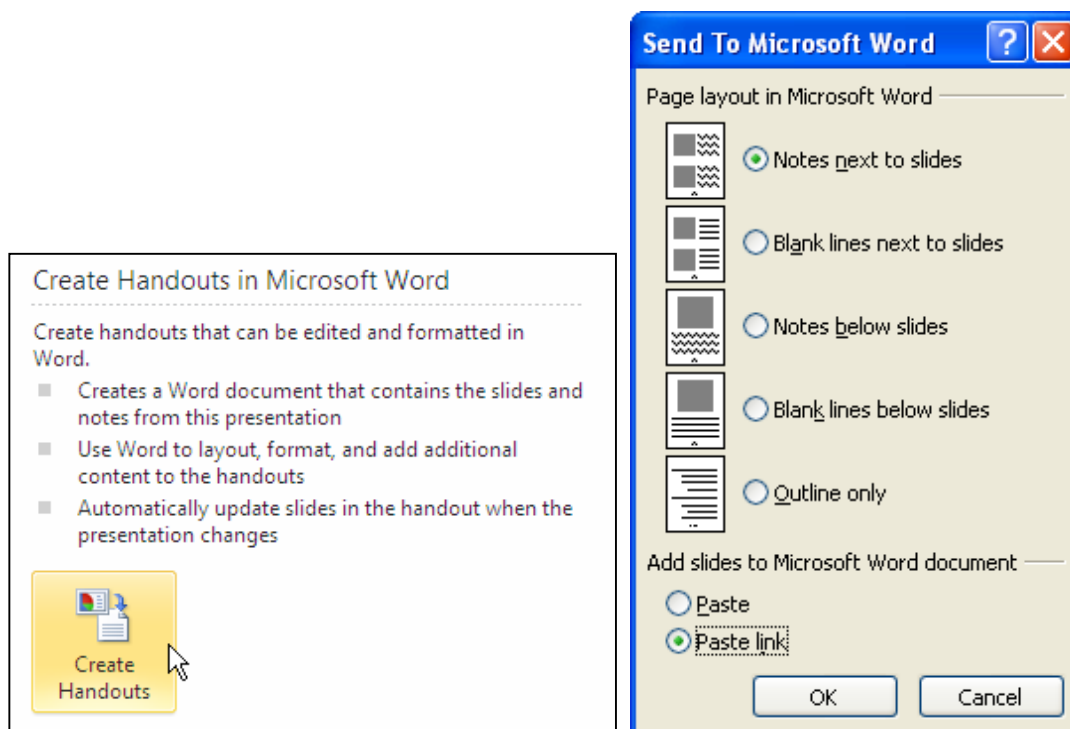 Create Handouts in Microsoft Word
Create handouts that can be edited and formatted in
Word.
Creates a Word document that contains the slides and
notes from this presentation
Use Word to layout, format, and add additional
content to the handouts
Automatically update slides in the handout when the
presentation changes
Create
Handouts
Send To Microsoft Word
Page layout in Microsoft Word
Notes next to slides
Blank lines next to slides
Notes below slides
Blank lines below slides
Outline only
Add slides to Microsoft Word document
Paste
Paste link
OK Cancel